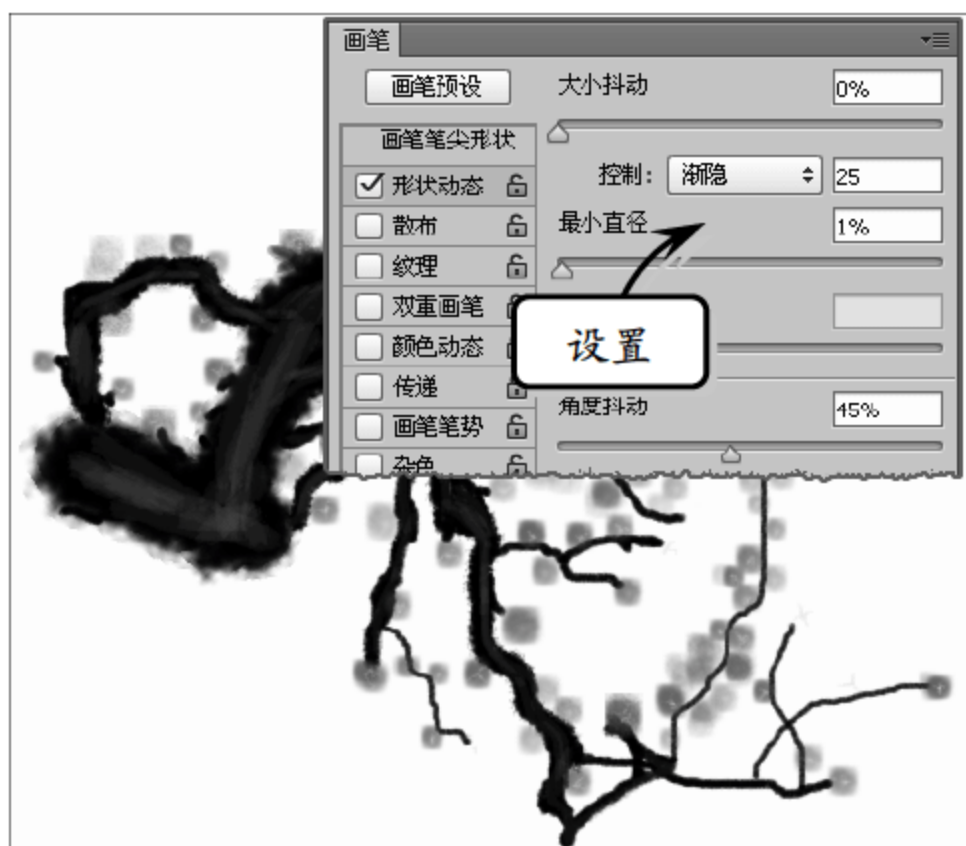 画笔
画笔预设
大小抖动 0%
画笔笔尖形状
控制： 渐隐 25
形状动态
最小直径 1%
散布
纹理
双重画笔
设置
颜色动态
传递
角度抖动 45%
画笔笔势
杂色